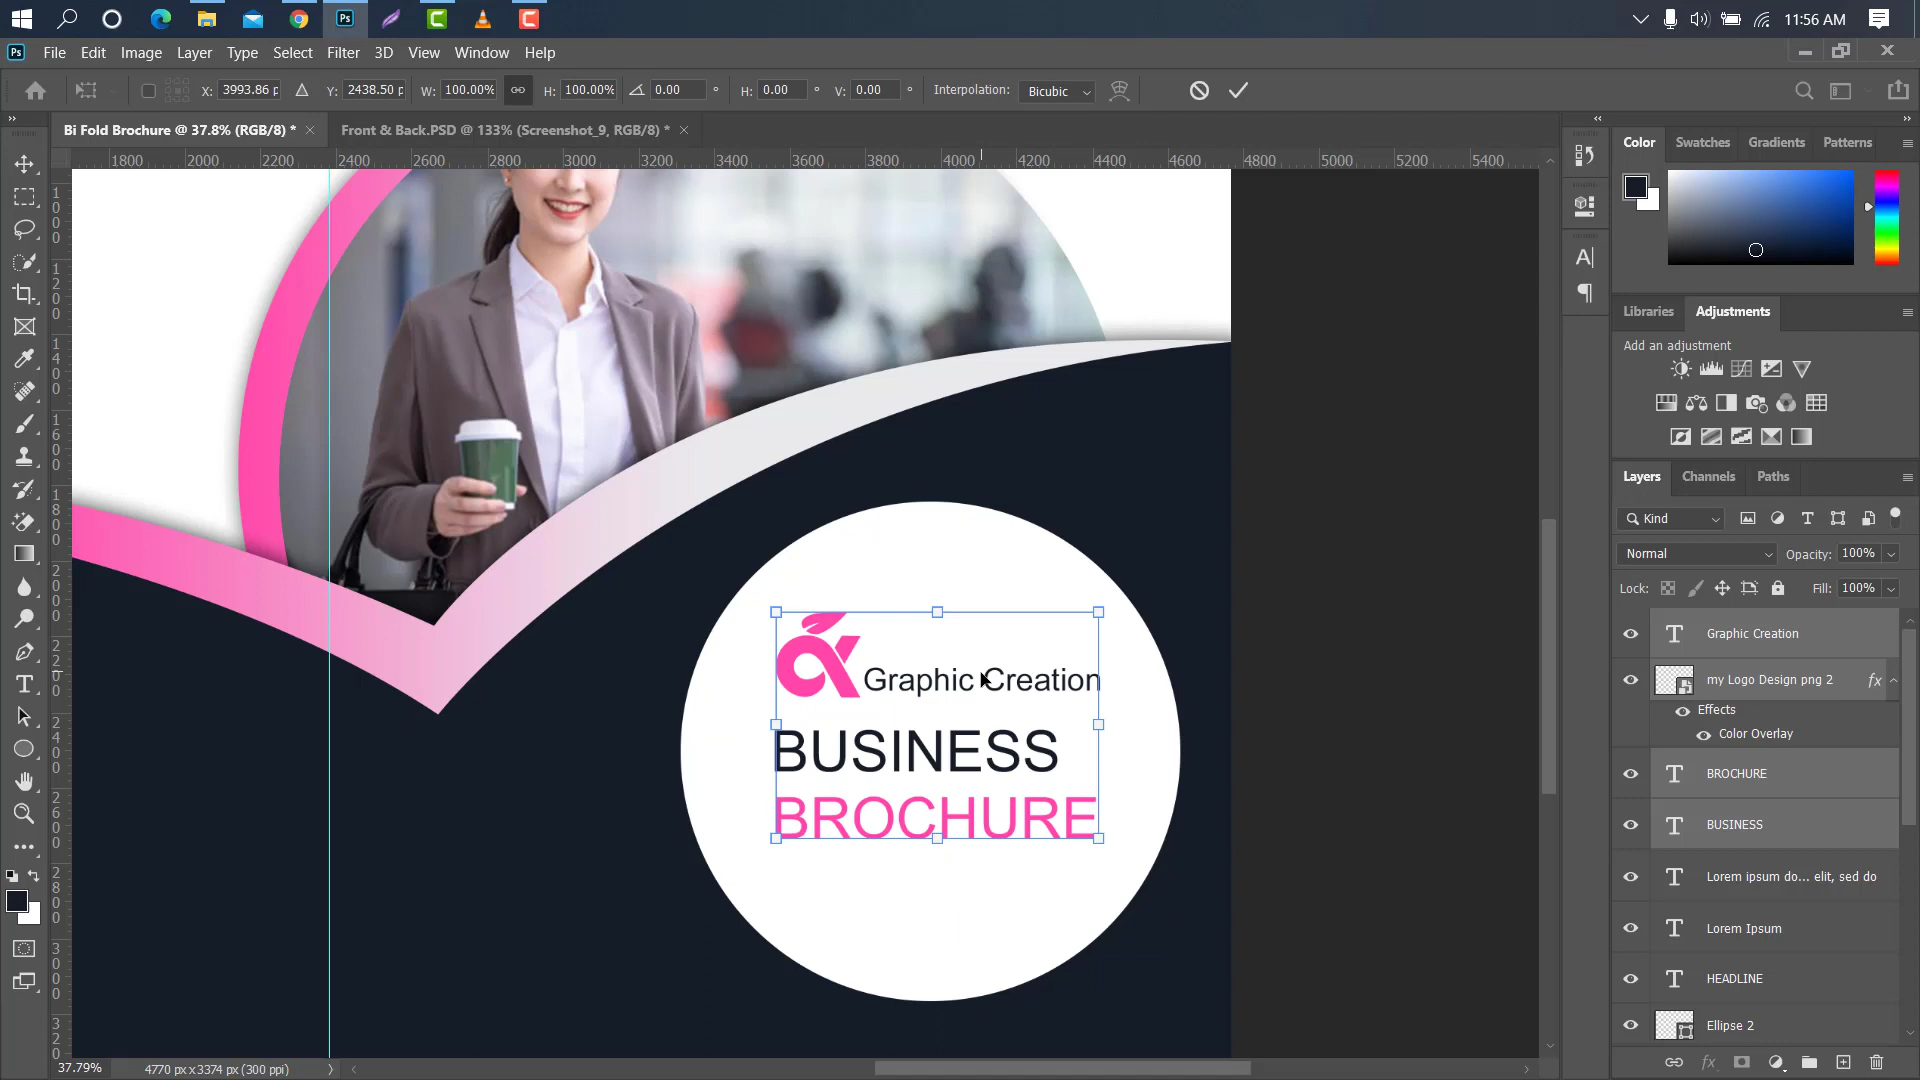 11:56 AM
Ps
File Edit Image Layer Type Select Filter 3D View Window Help
X: 3993.86 p Y: 2438.50 p W: 100.00% H: 100.00% 0.00 ° H: 0.00 ° V: 0.00 ° Interpolation: Bicubic
Bi Fold Brochure @ 37.8% (RGB/8) * Front & Back.PSD @ 133% (Screenshot_9, RGB/8) *
1800 2000 2200 2400 2600 2800 3000 3200 3400 3600 3800 4000 4200 4400 4600 4800 5000 5200 5400
Color Swatches Gradients Patterns
Libraries Adjustments
Add an adjustment
Layers Channels Paths
Kind
Normal Opacity: 100%
Lock: Fill: 100%
Graphic Creation
my Logo Design png 2 fx
Effects
Color Overlay
BROCHURE
BUSINESS
Lorem ipsum do... elit, sed do
Lorem Ipsum
HEADLINE
Ellipse 2
Graphic Creation
BUSINESS
BROCHURE
37.79% 4770 px x 3374 px (300 ppi)